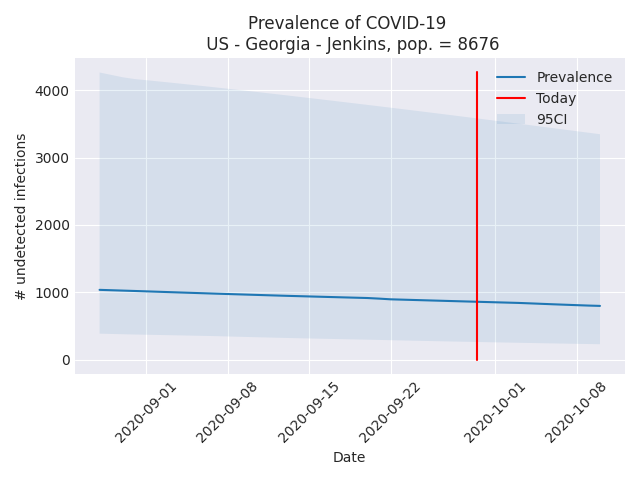 Prevalence of COVID-19
US - Georgia - Jenkins, pop. = 8676
Prevalence
Today
95CI
# undetected infections
4000
3000
2000
1000
0
2020-09-01
2020-09-08
2020-09-15
2020-09-22
2020-10-01
2020-10-08
Date